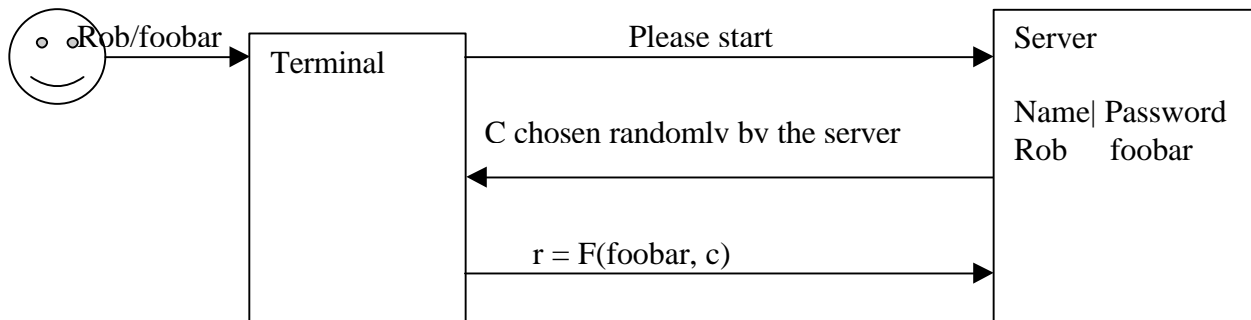 Rob/foobar
Terminal
Please start
C chosen randomly by the server
r = F(foobar, c)
Server
Name| Password
Rob foobar